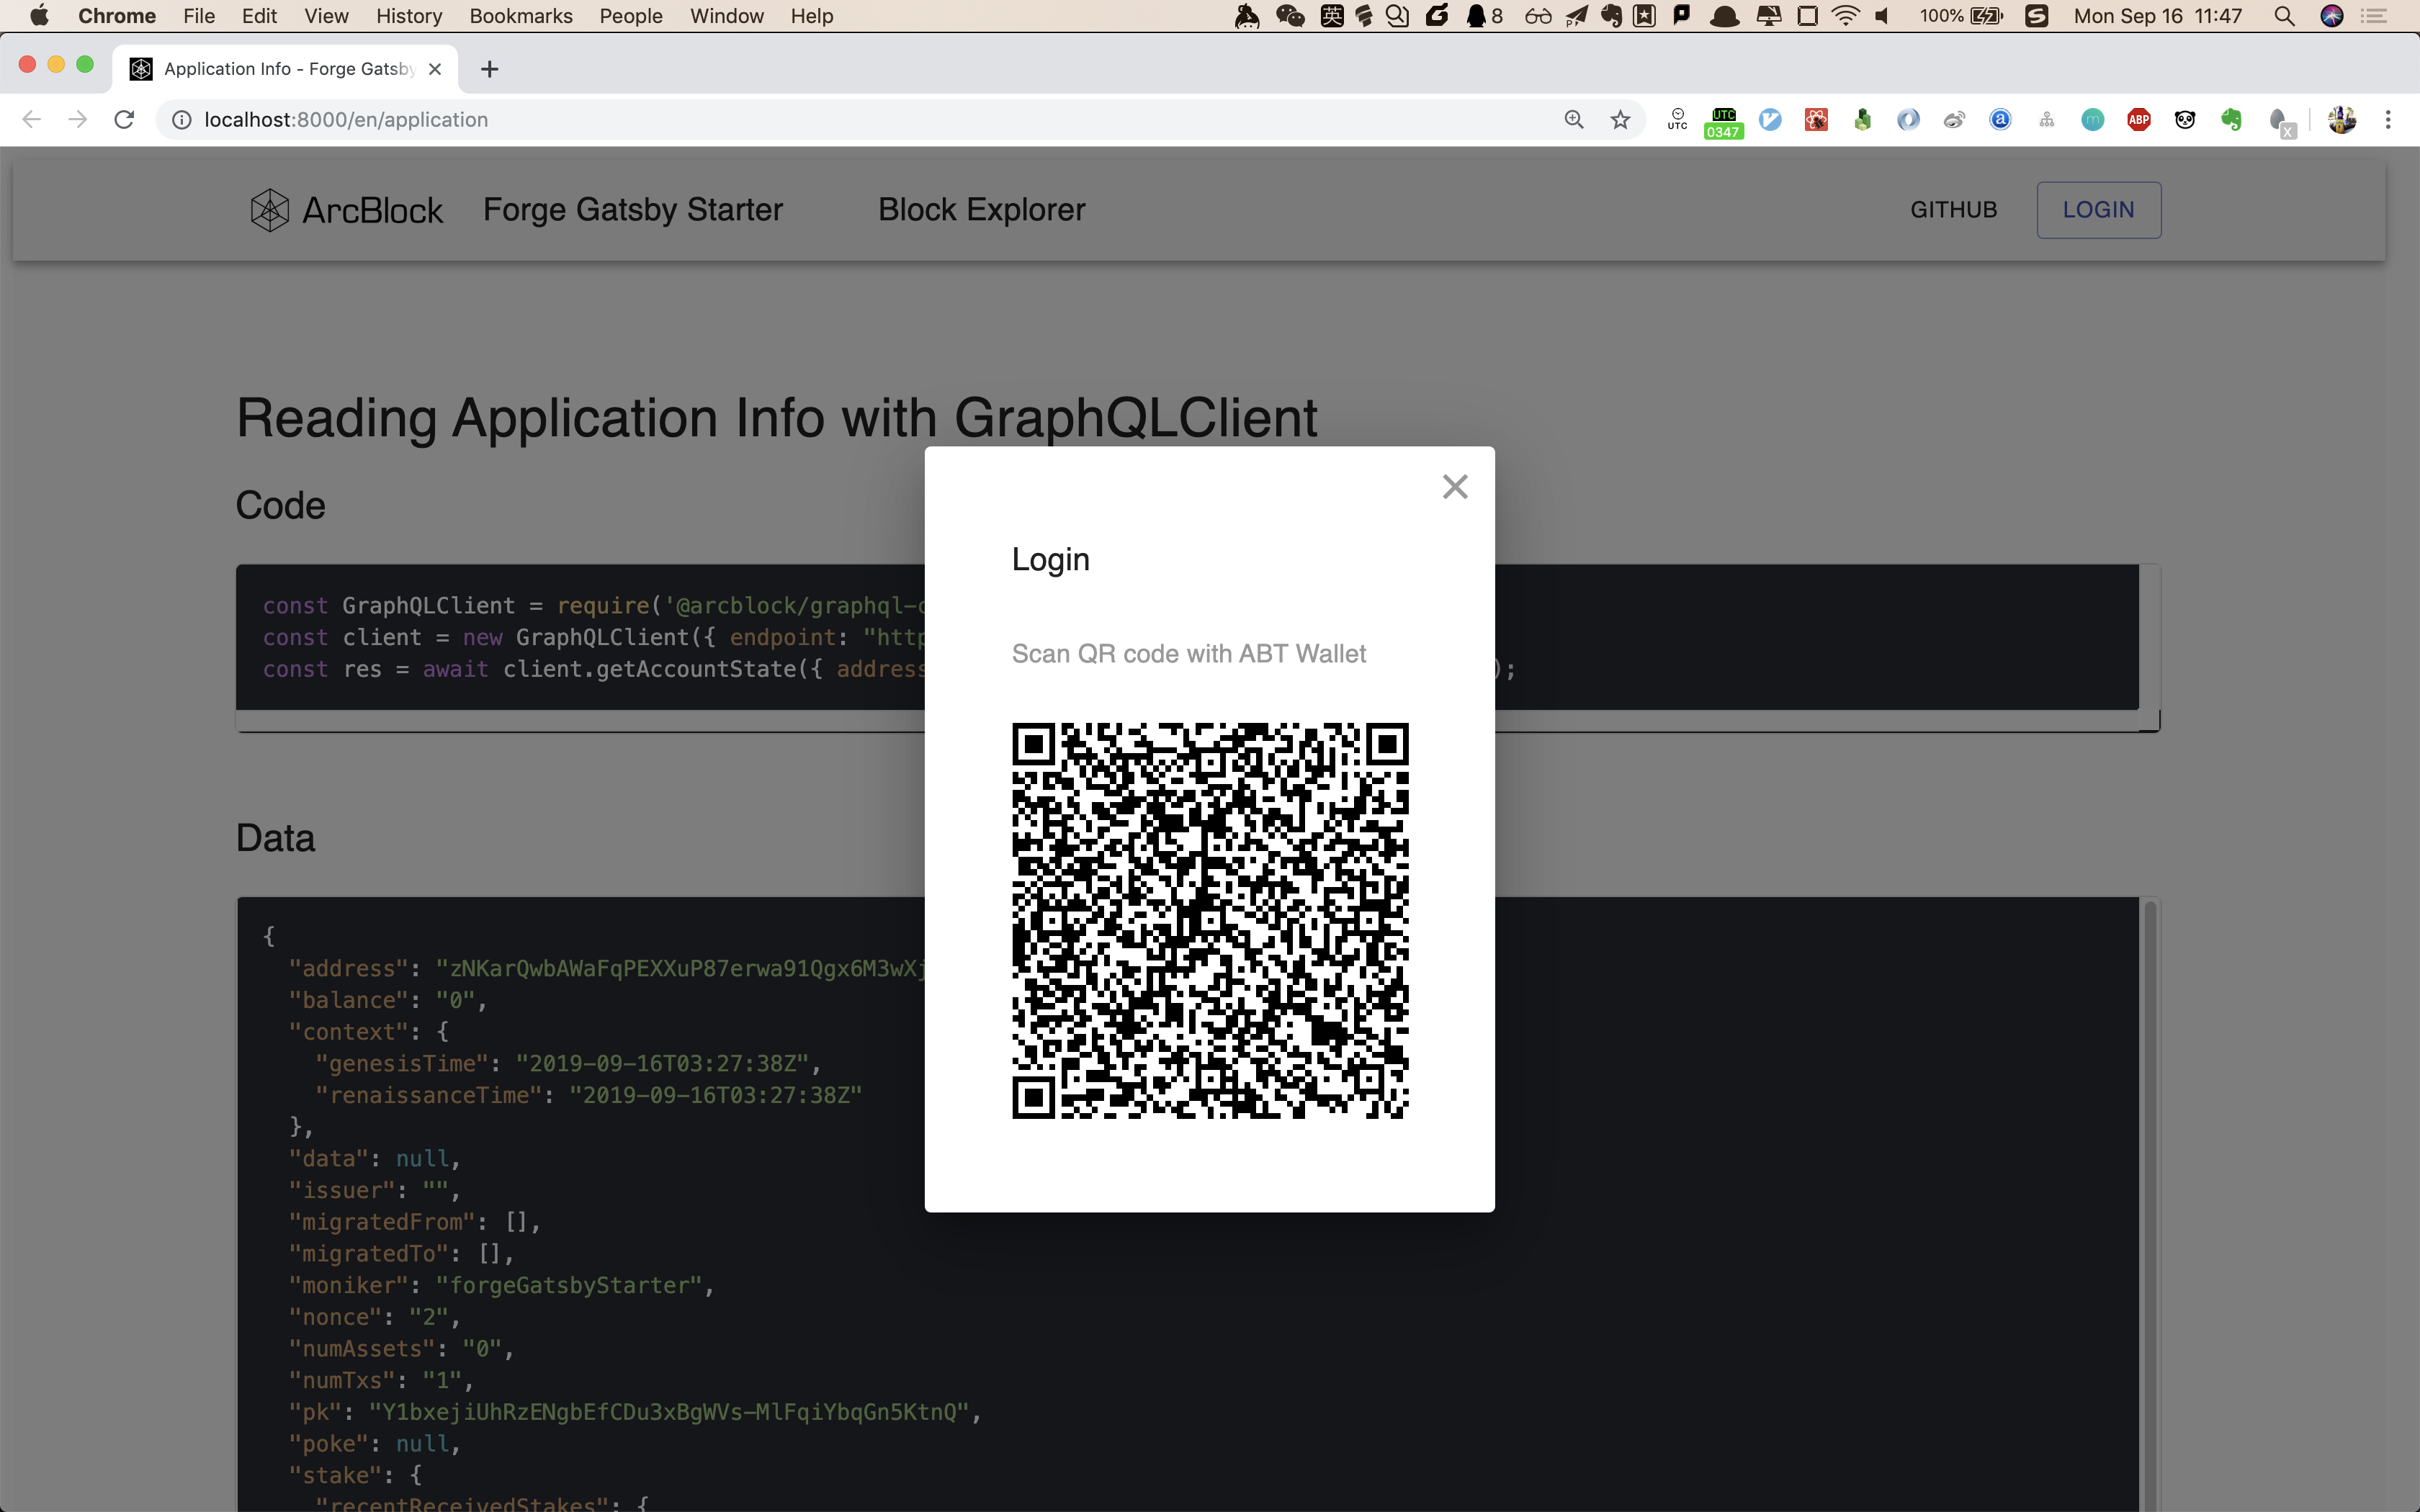 Chrome File Edit View History Bookmarks People Window Help 英 8 100% Mon Sep 16 11:47
Application Info - Forge Gatsby
localhost:8000/en/application
UTC
UTC
0347
ABP
ArcBlock Forge Gatsby Starter Block Explorer GITHUB LOGIN
Reading Application Info with GraphQLClient
Code
const GraphQLClient = require('@arcblock/graphql-
const client = new GraphQLClient({ endpoint: "http
const res = await client.getAccountState({ address );
Login
Scan QR code with ABT Wallet
Data
{
"address": "zNKarQwbAWaFqPEXXuP87erwa91Qgx6M3wXj
"balance": "0",
"context": {
"genesisTime": "2019-09-16T03:27:38Z",
"renaissanceTime": "2019-09-16T03:27:38Z"
},
"data": null,
"issuer": "",
"migratedFrom": [],
"migratedTo": [],
"moniker": "forgeGatsbyStarter",
"nonce": "2",
"numAssets": "0",
"numTxs": "1",
"pk": "Y1bxejiUhRzENgbEfCDu3xBgWVs-MlFqiYbqGn5KtnQ",
"poke": null,
"stake": {
"recentReceivedStakes": {